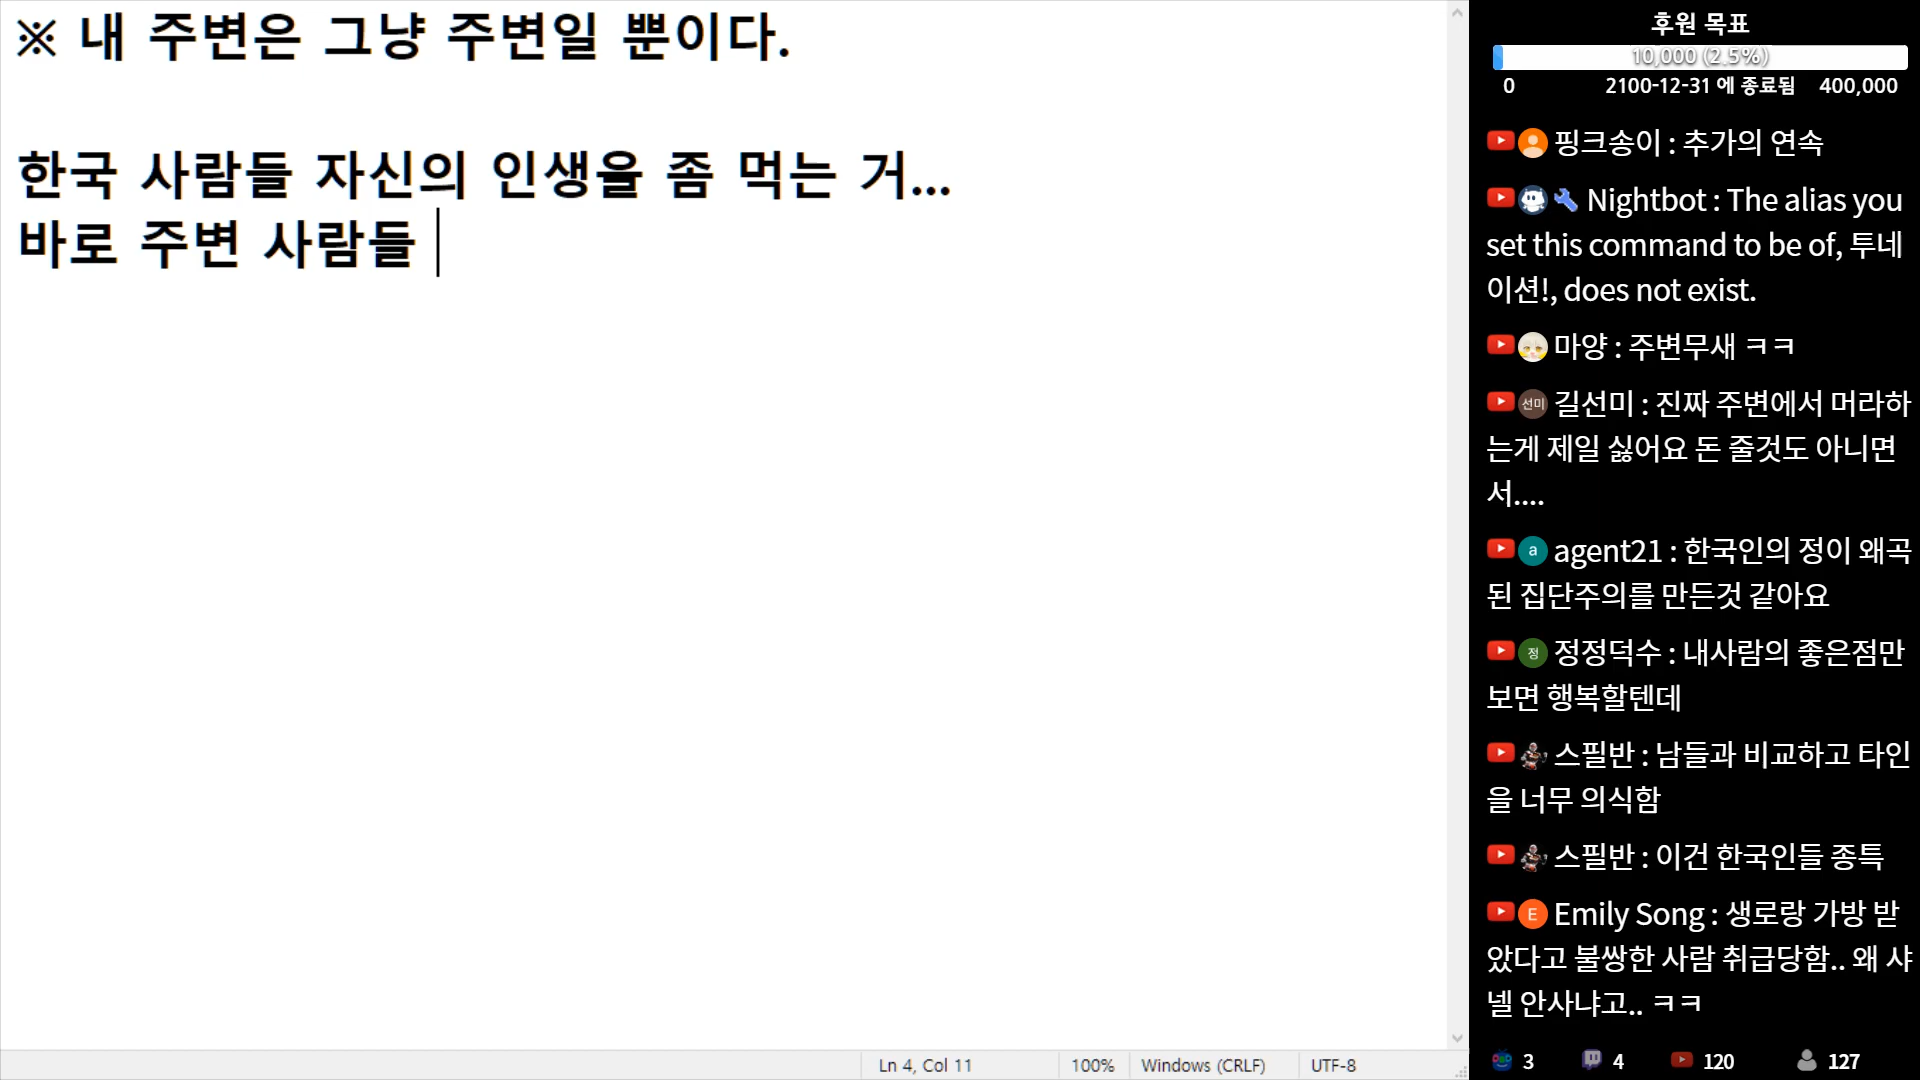 ※ 내 주변은 그냥 주변일 뿐이다.
한국 사람들 자신의 인생을 좀 먹는 거...
바로 주변 사람들
Ln 4, Col 11
100%
Windows (CRLF)
UTF-8
후원 목표
10,000 (2.5%)
0 2100-12-31 에 종료됨 400,000
핑크송이 : 추가의 연속
Nightbot : The alias you
set this command to be of, 투네
이션!, does not exist.
마양 : 주변무새 ㅋㅋ
선미 길선미 : 진짜 주변에서 머라하
는게 제일 싫어요 돈 줄것도 아니면
서....
a agent21 : 한국인의 정이 왜곡
된 집단주의를 만든것 같아요
정 정정덕수 : 내사람의 좋은점만
보면 행복할텐데
스필반 : 남들과 비교하고 타인
을 너무 의식함
스필반 : 이건 한국인들 종특
E Emily Song : 생로랑 가방 받
았다고 불쌍한 사람 취급당함.. 왜 샤
넬 안사냐고.. ㅋㅋ
3 4 120 127